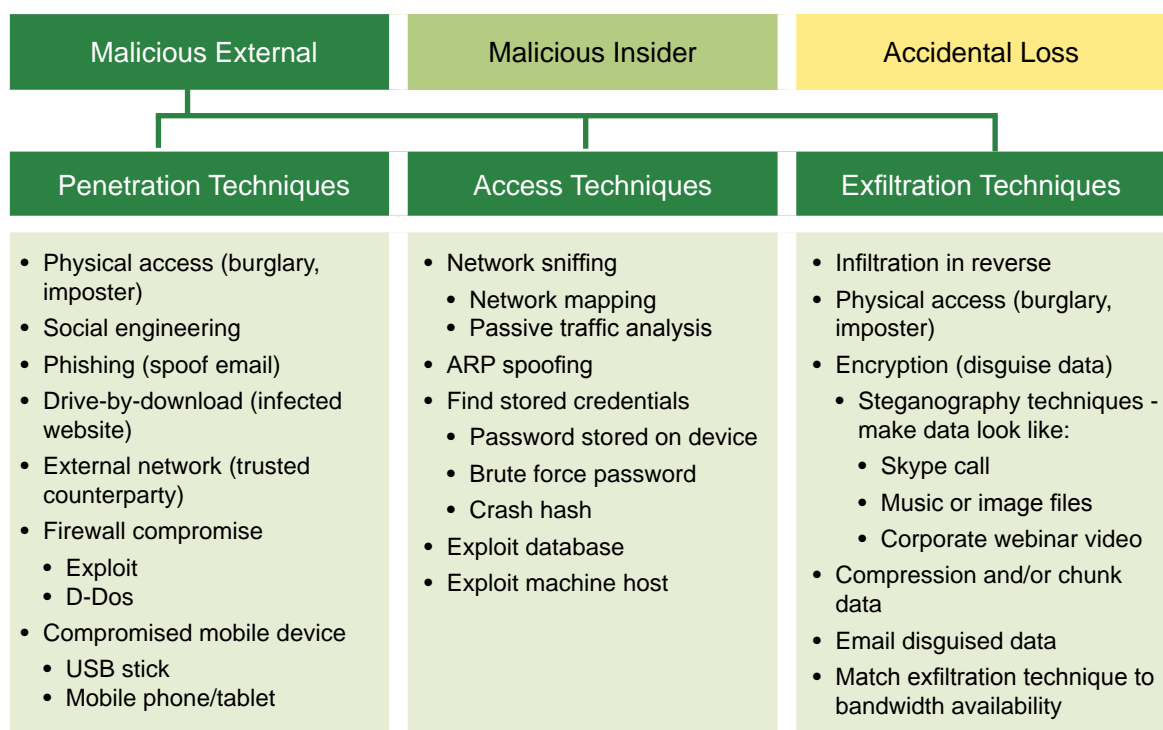 Malicious External
Malicious Insider
Accidental Loss
Penetration Techniques
Access Techniques
Exfiltration Techniques
• Physical access (burglary,
imposter)
• Social engineering
• Phishing (spoof email)
• Drive-by-download (infected
website)
• External network (trusted
counterparty)
• Firewall compromise
• Exploit
• D-Dos
• Compromised mobile device
• USB stick
• Mobile phone/tablet
• Network sniffing
• Network mapping
• Passive traffic analysis
• ARP spoofing
• Find stored credentials
• Password stored on device
• Brute force password
• Crash hash
• Exploit database
• Exploit machine host
• Infiltration in reverse
• Physical access (burglary,
imposter)
• Encryption (disguise data)
• Steganography techniques -
make data look like:
• Skype call
• Music or image files
• Corporate webinar video
• Compression and/or chunk
data
• Email disguised data
• Match exfiltration technique to
bandwidth availability